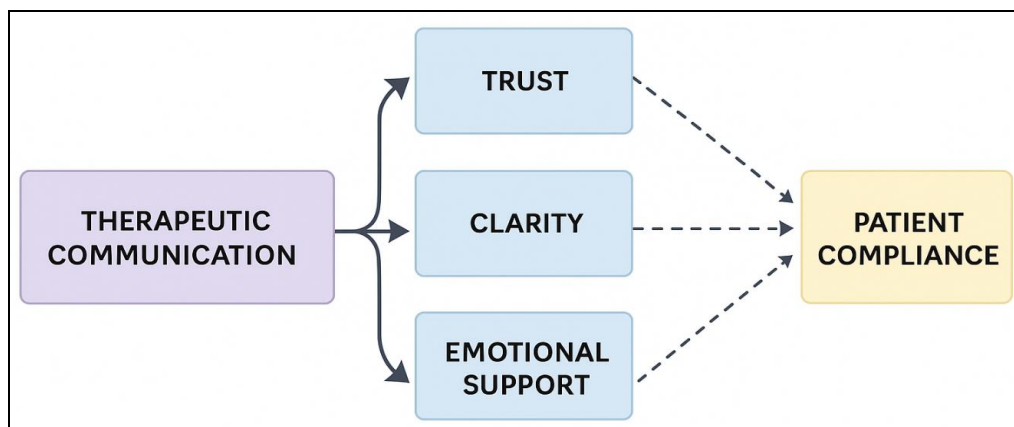 THERAPEUTIC
COMMUNICATION
TRUST
CLARITY
EMOTIONAL
SUPPORT
PATIENT
COMPLIANCE